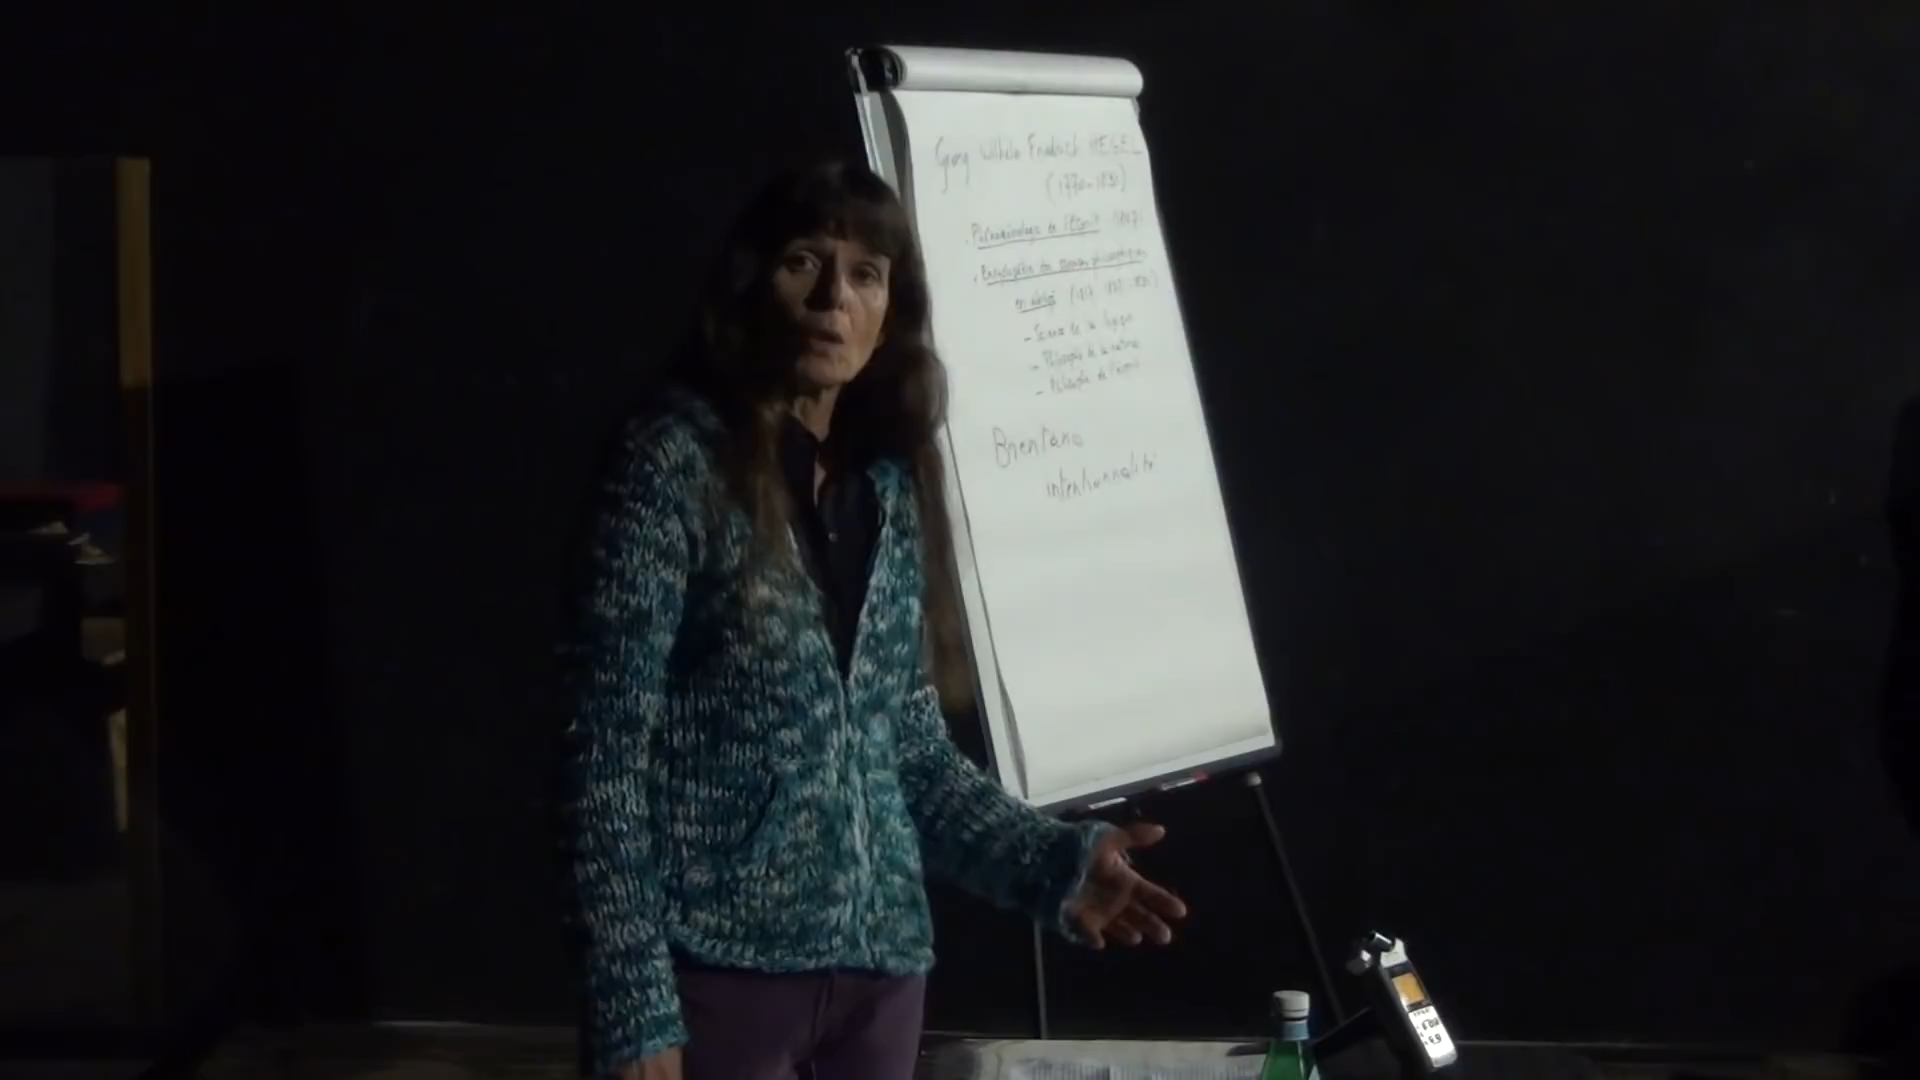 Georg Wilhelm Friedrich HEGEL
(1770-1831)
. Phénoménologie de l'Esprit (1807)
. Encyclopédie des sciences philosophiques
en abrégé (1817, 1827, 1831)
- Science de la logique
- Philosophie de la nature
- Philosophie de l'esprit
Brentano
intentionnalité